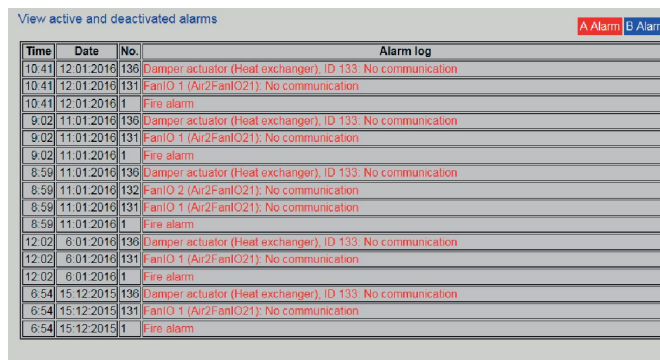 View active and deactivated alarms
A Alarm B Alarm
Time Date No. Alarm log
10:41 12:01:2016 136 Damper actuator (Heat exchanger), ID 133: No communication
10:41 12:01:2016 131 FanIO 1 (Air2FanIO21): No communication
10:41 12:01:2016 1 Fire alarm
9:02 11:01:2016 136 Damper actuator (Heat exchanger), ID 133: No communication
9:02 11:01:2016 131 FanIO 1 (Air2FanIO21): No communication
9:02 11:01:2016 1 Fire alarm
8:59 11:01:2016 136 Damper actuator (Heat exchanger), ID 133: No communication
8:59 11:01:2016 132 FanIO 2 (Air2FanIO21): No communication
8:59 11:01:2016 131 FanIO 1 (Air2FanIO21): No communication
8:59 11:01:2016 1 Fire alarm
12:02 6:01:2016 136 Damper actuator (Heat exchanger), ID 133: No communication
12:02 6:01:2016 131 FanIO 1 (Air2FanIO21): No communication
12:02 6:01:2016 1 Fire alarm
6:54 15:12:2015 136 Damper actuator (Heat exchanger), ID 133: No communication
6:54 15:12:2015 131 FanIO 1 (Air2FanIO21): No communication
6:54 15:12:2015 1 Fire alarm